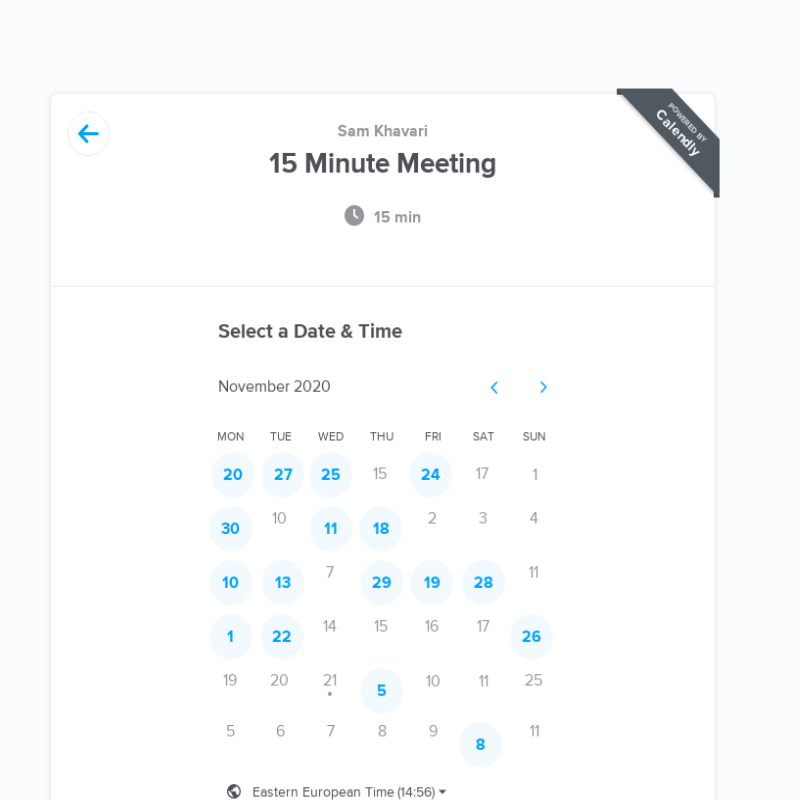 POWERED BY
Calendly
Sam Khavari
15 Minute Meeting
15 min
Select a Date & Time
November 2020
MON TUE WED THU FRI SAT SUN
20 27 25 15 24 17 1
30 10 11 18 2 3 4
10 13 7 29 19 28 11
1 22 14 15 16 17 26
19 20 21 5 10 11 25
5 6 7 8 9 8 11
Eastern European Time (14:56)